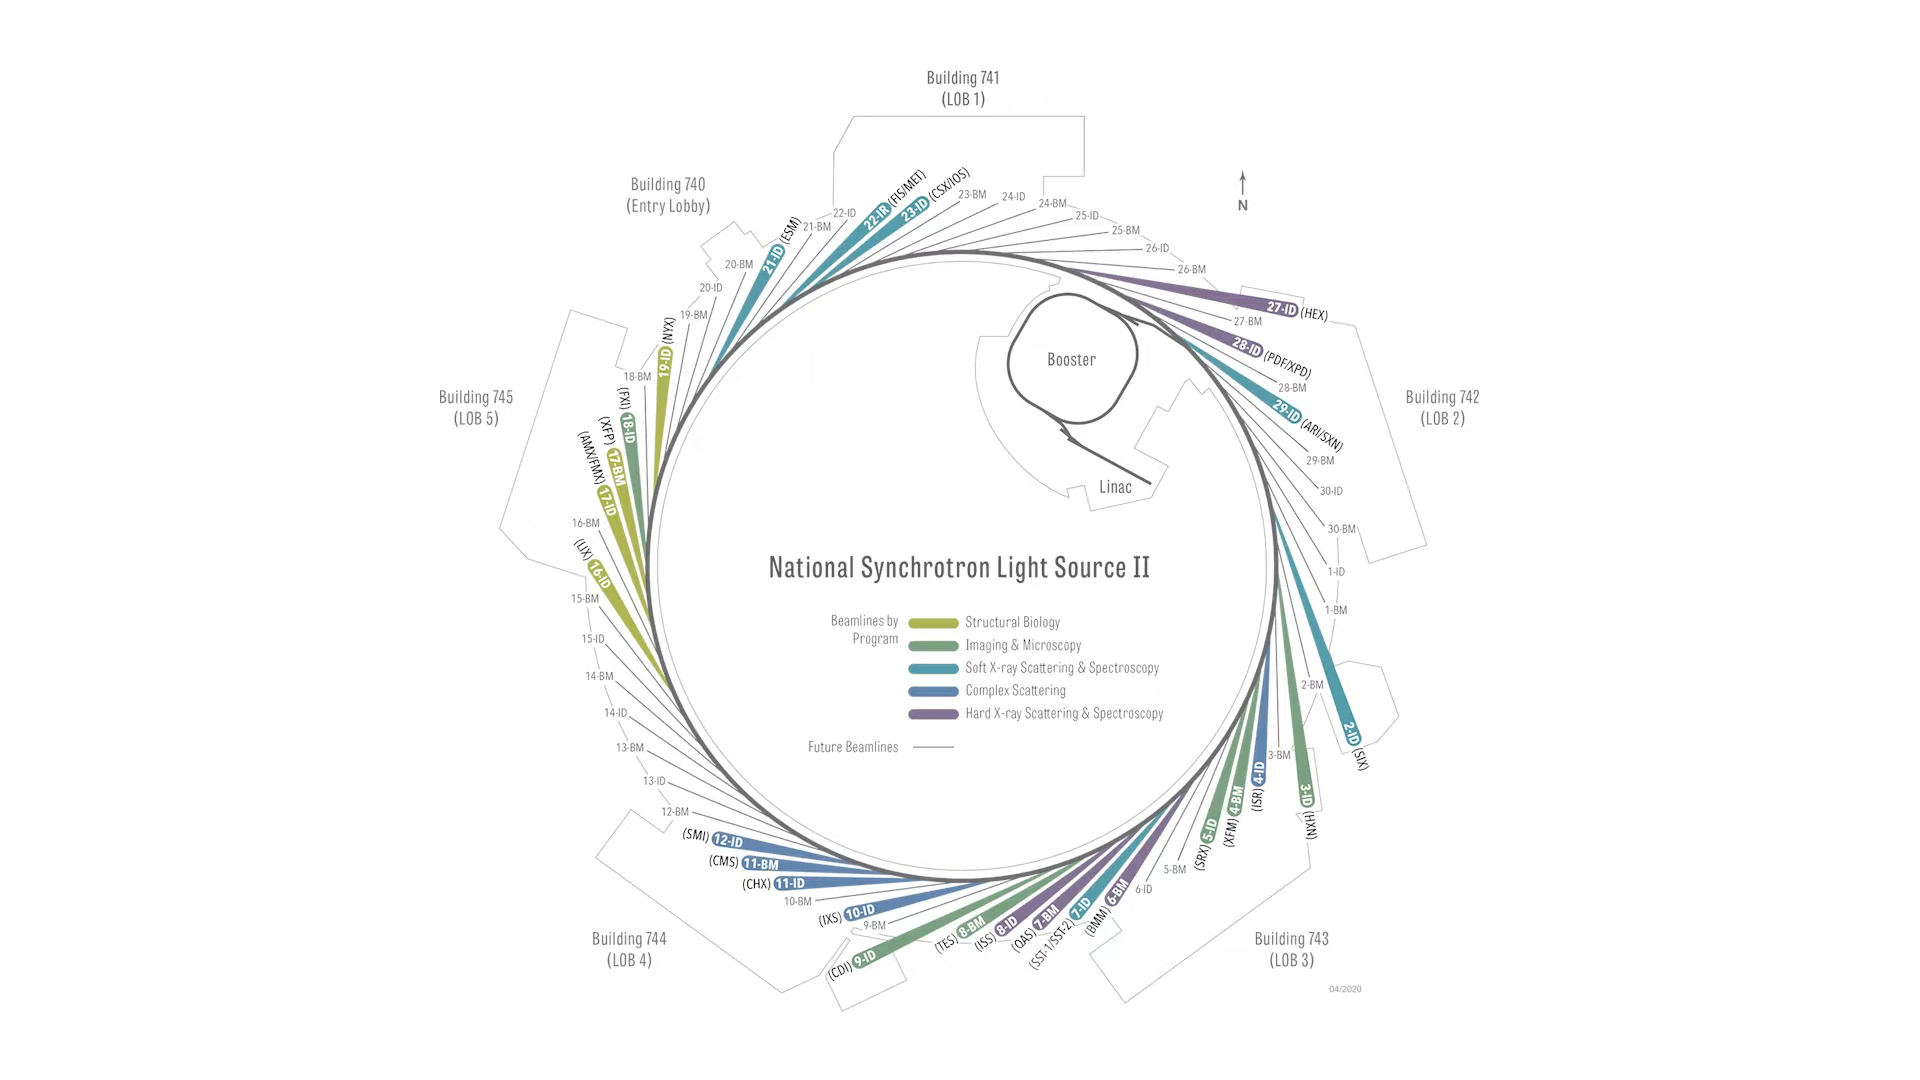 Building 741
(LOB 1)
Building 740
(Entry Lobby)
N
22-IR (FIS/MET)
23-ID (CSX/IOS)
23-BM
24-ID
24-BM
25-ID
25-BM
26-ID
26-BM
27-ID (HEX)
27-BM
28-ID (PDF/XPD)
28-BM
29-ID (ARI/SXN)
29-BM
30-ID
30-BM
1-ID
1-BM
2-BM
2-ID (SIX)
3-BM
3-ID (HXN)
4-ID (ISR)
4-BM (XFM)
5-ID (SRX)
5-BM
6-ID
6-BM (BMM)
7-ID (SST-1/SST-2)
7-BM (QAS)
8-ID (ISS)
8-BM (TES)
(CDI) 9-ID
9-BM
(IXS) 10-ID
10-BM
(CHX) 11-ID
(CMS) 11-BM
(SMI) 12-ID
12-BM
13-ID
13-BM
14-ID
14-BM
15-ID
15-BM
(LIX) 16-ID
16-BM
17-ID (AMX/FMX)
17-BM (XFP)
18-ID (FXI)
18-BM
19-ID (NYX)
19-BM
20-ID
20-BM
21-ID (ESM)
21-BM
22-ID
Building 742
(LOB 2)
Building 743
(LOB 3)
Building 744
(LOB 4)
Building 745
(LOB 5)
Booster
Linac
National Synchrotron Light Source II
Beamlines by
Program
Structural Biology
Imaging & Microscopy
Soft X-ray Scattering & Spectroscopy
Complex Scattering
Hard X-ray Scattering & Spectroscopy
Future Beamlines
04/2020